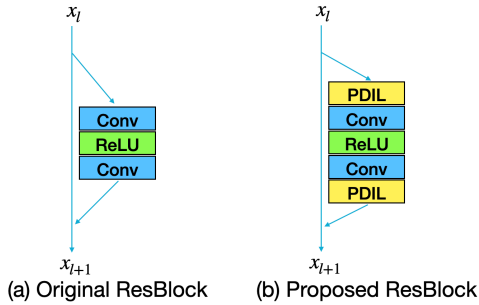 x_l
Conv
ReLU
Conv
x_{l+1}
(a) Original ResBlock
x_l
PDIL
Conv
ReLU
Conv
PDIL
x_{l+1}
(b) Proposed ResBlock